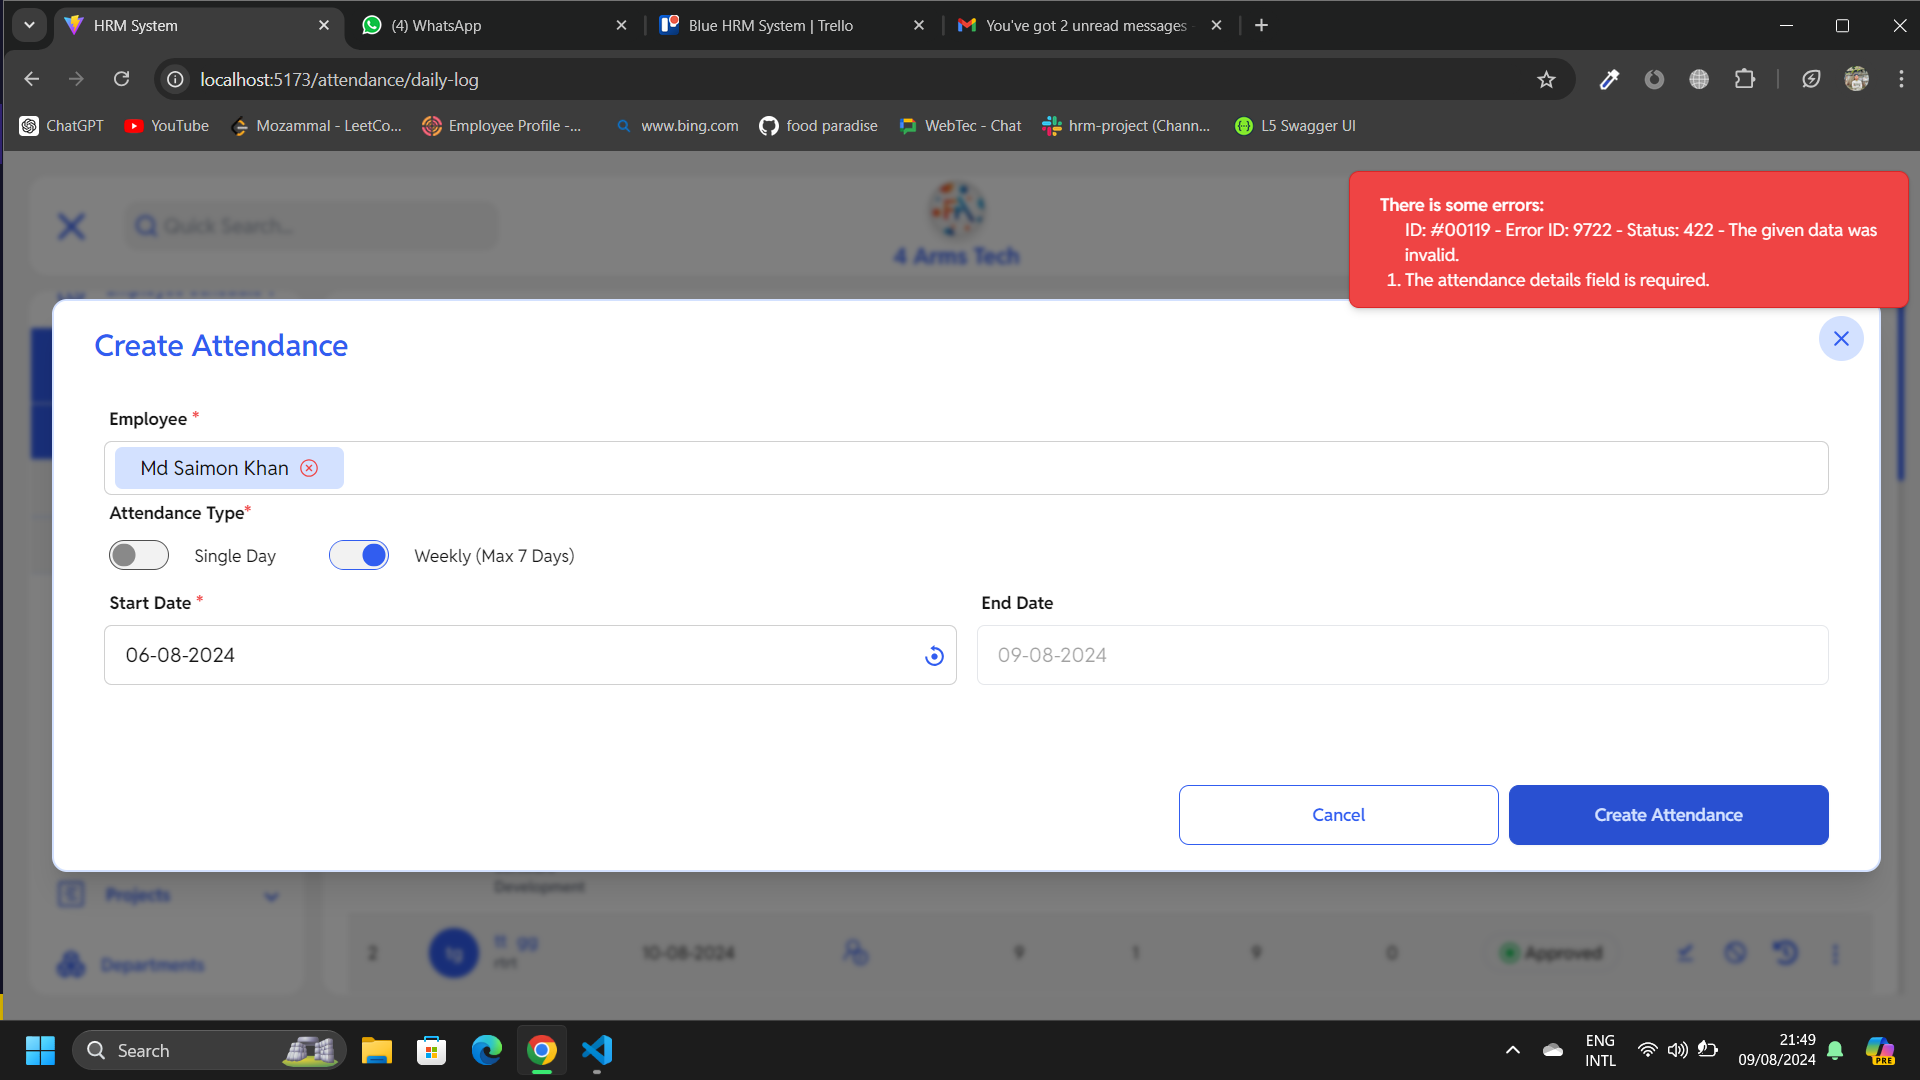 HRM System
(4) WhatsApp
Blue HRM System | Trello
You've got 2 unread messages
localhost:5173/attendance/daily-log
ChatGPT
YouTube
Mozammal - LeetCo...
Employee Profile -...
www.bing.com
food paradise
WebTec - Chat
hrm-project (Chann...
L5 Swagger UI
Quick Search...
4 Arms Tech
There is some errors:
ID: #00119 - Error ID: 9722 - Status: 422 - The given data was
invalid.
1. The attendance details field is required.
Create Attendance
Employee *
Md Saimon Khan
Attendance Type*
Single Day
Weekly (Max 7 Days)
Start Date *
End Date
06-08-2024
09-08-2024
Cancel
Create Attendance
Development
Projects
2
tg
tt gg
10-08-2024
9
1
9
0
Approved
Departments
Search
ENG
INTL
21:49
09/08/2024
PRE